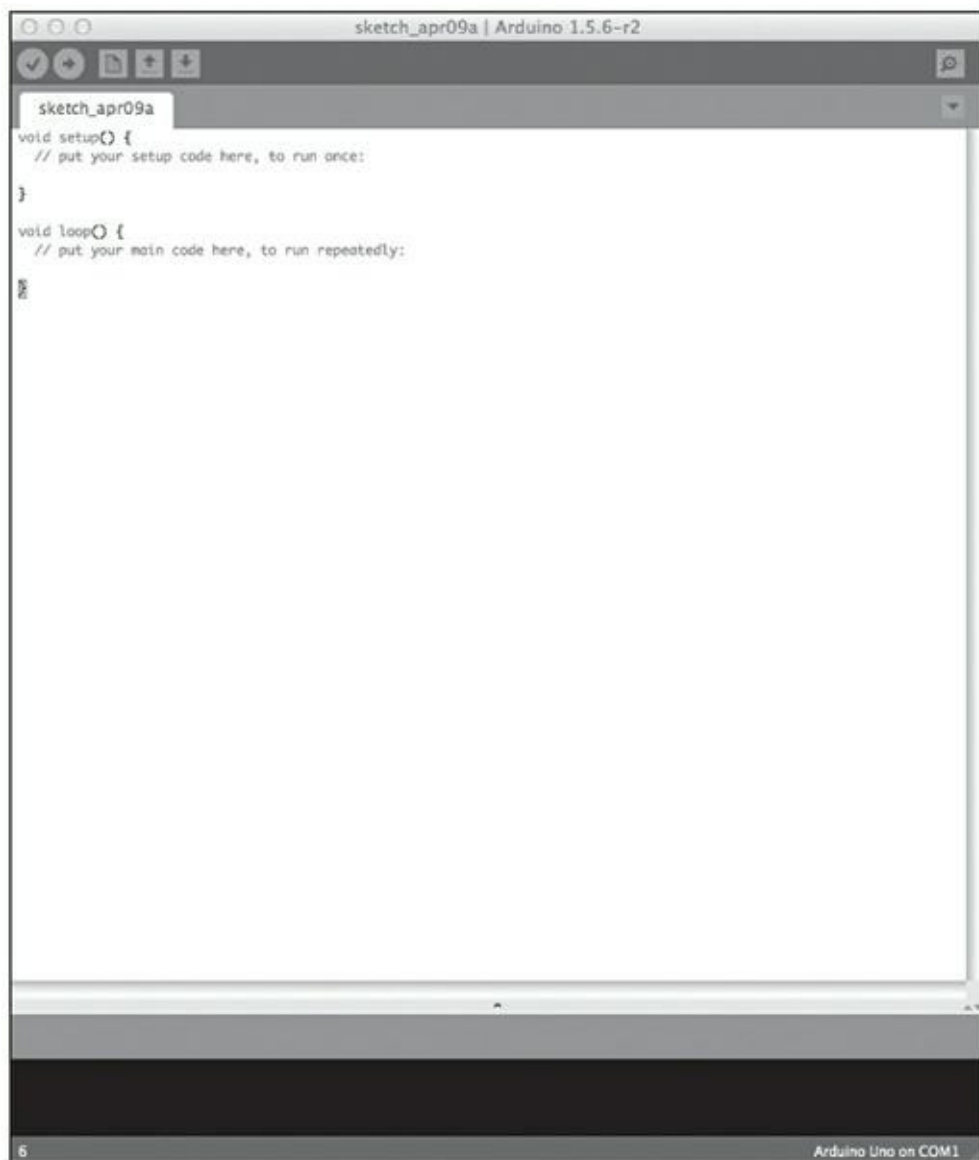 sketch_apr09a | Arduino 1.5.6-r2
sketch_apr09a
void setup() {
// put your setup code here, to run once:
}
void loop() {
// put your main code here, to run repeatedly:
6
Arduino Uno on COM1